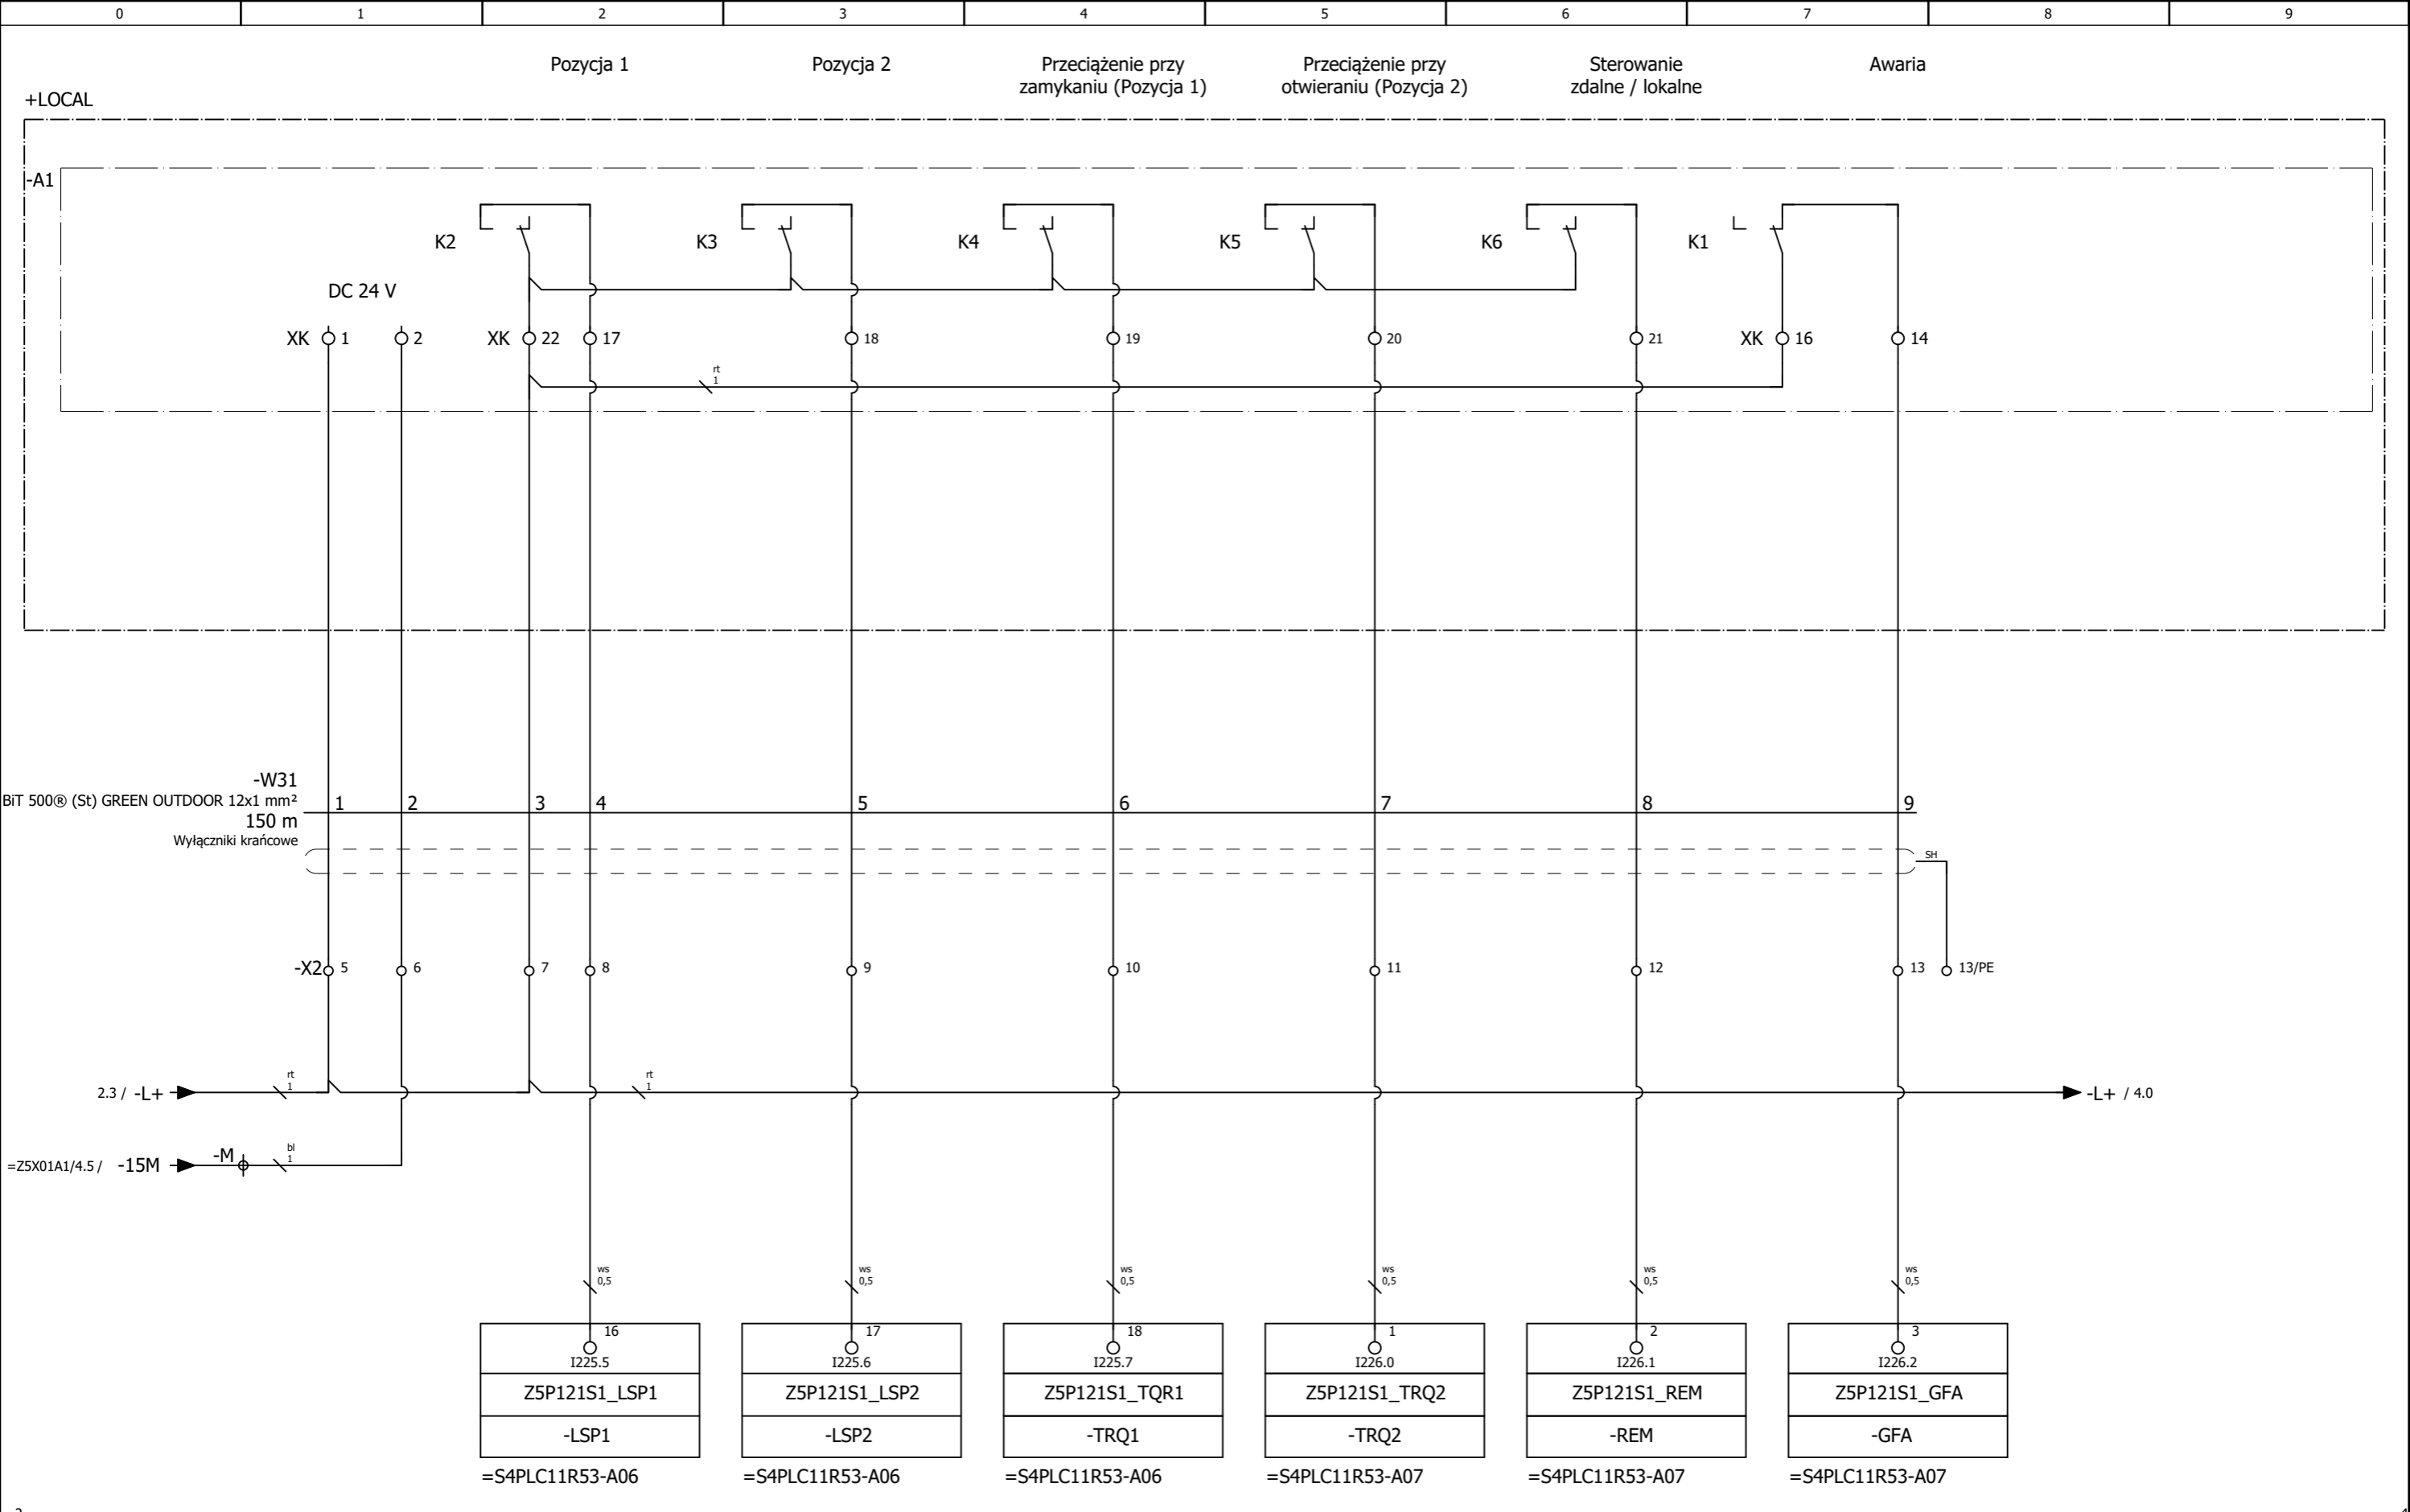 0 1 2 3 4 5 6 7 8 9
Pozycja 1 Pozycja 2 Przeciążenie przy Przeciążenie przy Sterowanie Awaria
zamykaniu (Pozycja 1) otwieraniu (Pozycja 2) zdalne / lokalne
+LOCAL
-A1
K2 K3 K4 K5 K6 K1
DC 24 V
XK 1 2 XK 22 17 18 19 20 21 XK 16 14
rt
1
-W31
BiT 500® (St) GREEN OUTDOOR 12x1 mm² 1 2 3 4 5 6 7 8 9
150 m
Wyłączniki krańcowe
SH
-X2 5 6 7 8 9 10 11 12 13 13/PE
rt rt
1 1
2.3 / -L+ -L+ / 4.0
bl
1
=Z5X01A1/4.5 / -15M -M
ws ws ws ws ws ws
0,5 0,5 0,5 0,5 0,5 0,5
16 17 18 1 2 3
I225.5 I225.6 I225.7 I226.0 I226.1 I226.2
Z5P121S1_LSP1 Z5P121S1_LSP2 Z5P121S1_TQR1 Z5P121S1_TRQ2 Z5P121S1_REM Z5P121S1_GFA
-LSP1 -LSP2 -TRQ1 -TRQ2 -REM -GFA
=S4PLC11R53-A06 =S4PLC11R53-A06 =S4PLC11R53-A06 =S4PLC11R53-A07 =S4PLC11R53-A07 =S4PLC11R53-A07